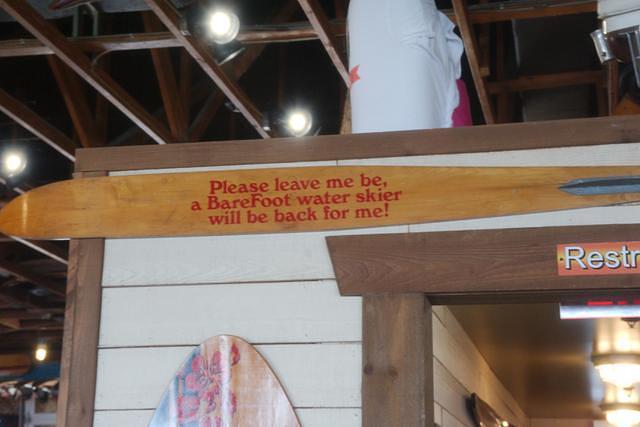 Please leave me be,
a BareFoot water skier
will be back for me!
Restr